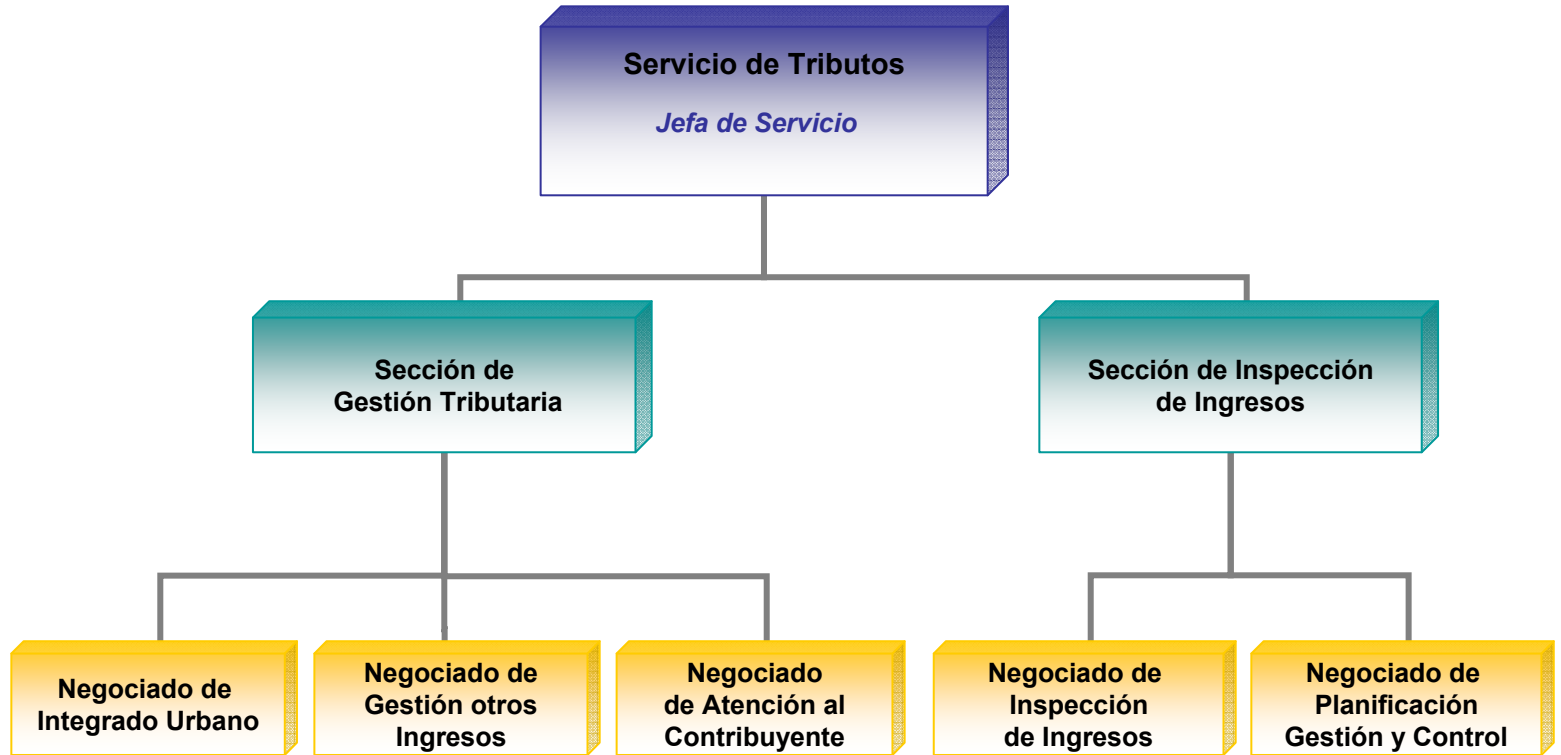 Servicio de Tributos
Jefa de Servicio
Sección de
Gestión Tributaria
Sección de Inspección
de Ingresos
Negociado de
Integrado Urbano
Negociado de
Gestión otros
Ingresos
Negociado
de Atención al
Contribuyente
Negociado de
Inspección
de Ingresos
Negociado de
Planificación
Gestión y Control